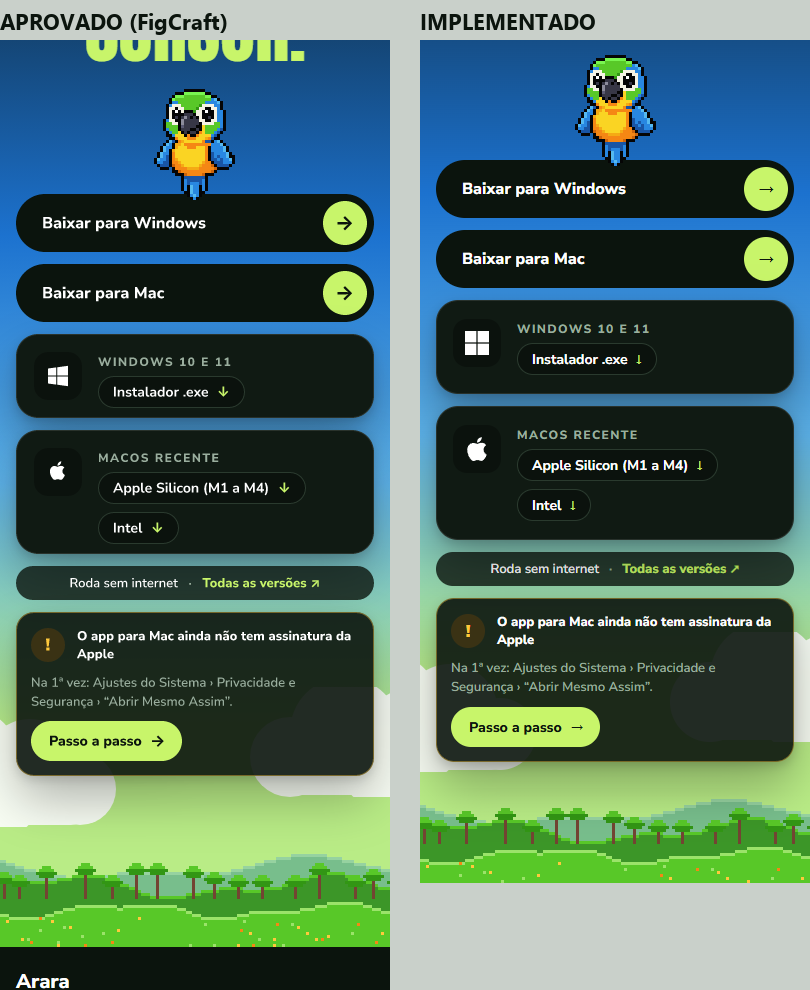 APROVADO (FigCraft)
Baixar para Windows →
Baixar para Mac →
WINDOWS 10 E 11
Instalador .exe ↓
MACOS RECENTE
Apple Silicon (M1 a M4) ↓
Intel ↓
Roda sem internet · Todas as versões ↗
!
O app para Mac ainda não tem assinatura da
Apple
Na 1ª vez: Ajustes do Sistema › Privacidade e
Segurança › “Abrir Mesmo Assim”.
Passo a passo →
Arara
IMPLEMENTADO
Baixar para Windows →
Baixar para Mac →
WINDOWS 10 E 11
Instalador .exe ↓
MACOS RECENTE
Apple Silicon (M1 a M4) ↓
Intel ↓
Roda sem internet · Todas as versões ↗
!
O app para Mac ainda não tem assinatura da
Apple
Na 1ª vez: Ajustes do Sistema › Privacidade e
Segurança › “Abrir Mesmo Assim”.
Passo a passo →